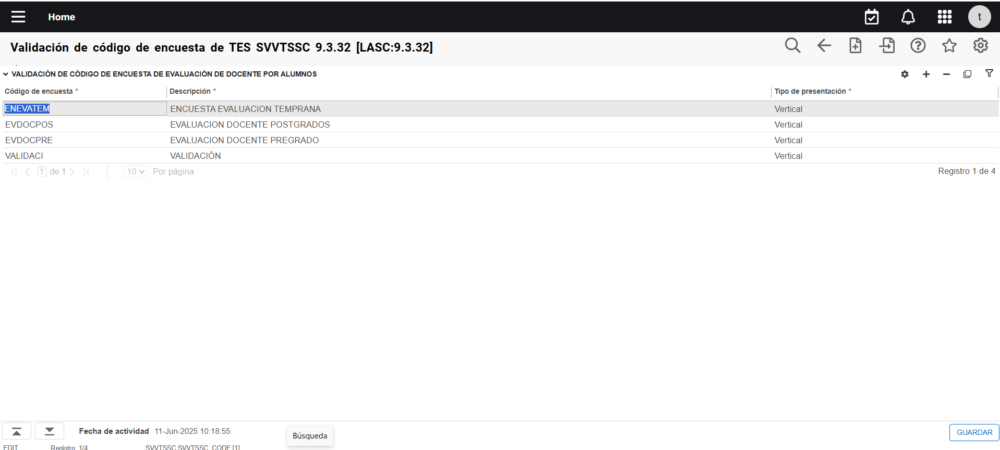 Home
t
Validación de código de encuesta de TES SVVTSSC 9.3.32 [LASC:9.3.32]
VALIDACIÓN DE CÓDIGO DE ENCUESTA DE EVALUACIÓN DE DOCENTE POR ALUMNOS
Código de encuesta * Descripción * Tipo de presentación *
ENEVATEM ENCUESTA EVALUACION TEMPRANA Vertical
EVDOCPOS EVALUACION DOCENTE POSTGRADOS Vertical
EVDOCPRE EVALUACION DOCENTE PREGRADO Vertical
VALIDACI VALIDACIÓN Vertical
1 de 1 10 Por página Registro 1 de 4
Fecha de actividad 11-Jun-2025 10:18:55
Búsqueda
GUARDAR
EDIT Registro: 1/4 SVVTSSC.SVVTSSC_CODE [1]